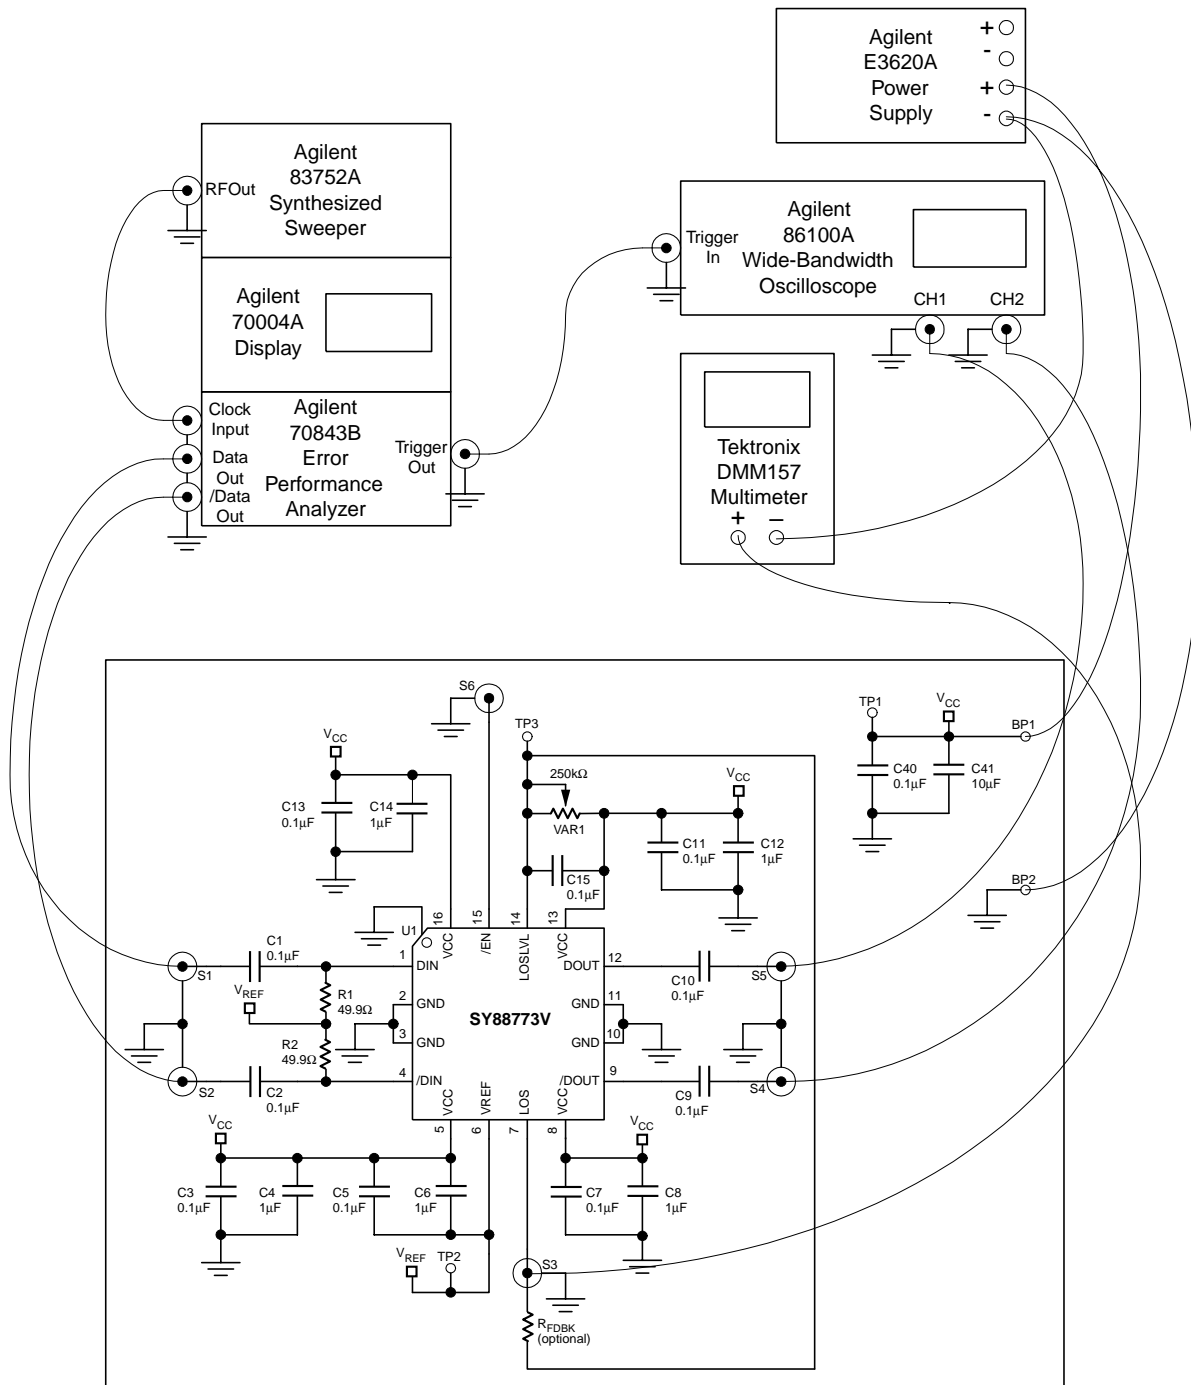 Agilent
E3620A
Power
Supply
+
-
+
-
Agilent
83752A
Synthesized
Sweeper
RFOut
Agilent
70004A
Display
Agilent
70843B
Error
Performance
Analyzer
Clock
Input
Data
Out
/Data
Out
Trigger
Out
Agilent
86100A
Wide-Bandwidth
Oscilloscope
Trigger
In
CH1
CH2
Tektronix
DMM157
Multimeter
+
–
S6
TP3
TP1
VCC
BP1
C40
0.1µF
C41
10µF
BP2
VCC
C13
0.1µF
C14
1µF
250kΩ
VAR1
VCC
C11
0.1µF
C12
1µF
C15
0.1µF
16
15
14
13
U1
VCC
/EN
LOSLVL
VCC
S1
C1
0.1µF
1
DIN
DOUT
12
C10
0.1µF
S5
VREF
R1
49.9Ω
2
GND
GND
11
SY88773V
R2
49.9Ω
3
GND
GND
10
S2
C2
0.1µF
4
/DIN
/DOUT
9
C9
0.1µF
S4
VCC
VREF
LOS
VCC
5
6
7
8
VCC
C3
0.1µF
C4
1µF
C5
0.1µF
C6
1µF
VCC
C7
0.1µF
C8
1µF
VREF
TP2
S3
RFDBK
(optional)